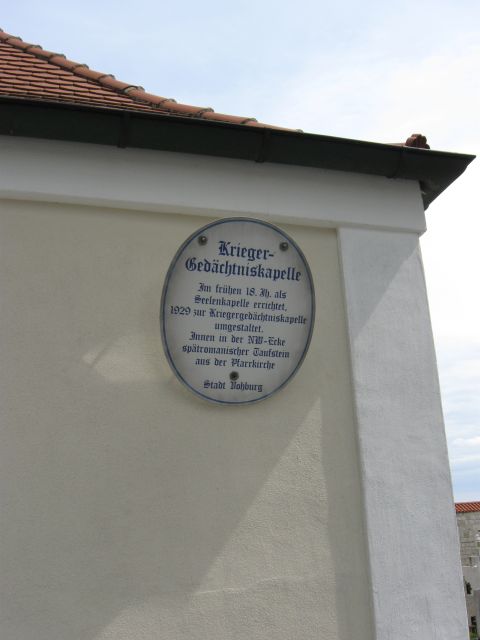 Krieger-
Gedächtniskapelle
Im frühen 18. Jh. als
Seelenkapelle errichtet,
1929 zur Kriegergedächtniskapelle
umgestaltet.
Innen in der NW-Ecke
spätromanischer Taufstein
aus der Pfarrkirche
Stadt Vohburg